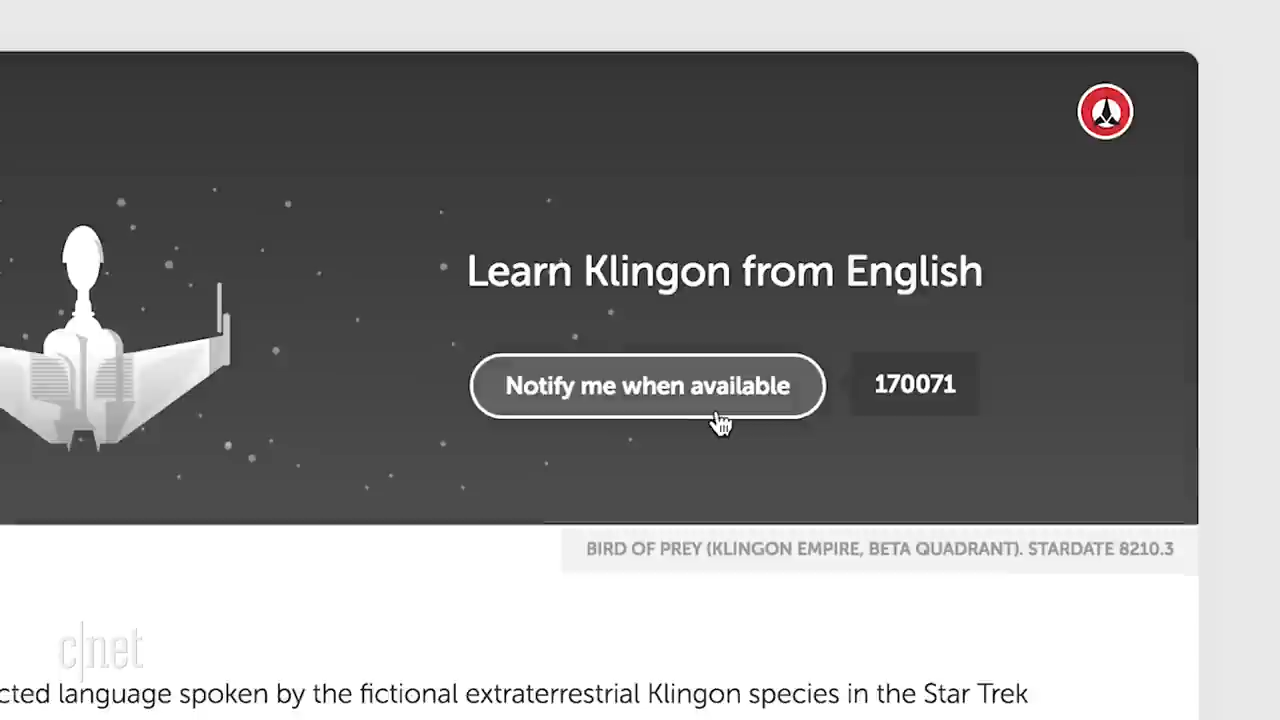 Learn Klingon from English
Notify me when available
170071
BIRD OF PREY (KLINGON EMPIRE, BETA QUADRANT). STARDATE 8210.3
c|net
cted language spoken by the fictional extraterrestrial Klingon species in the Star Trek